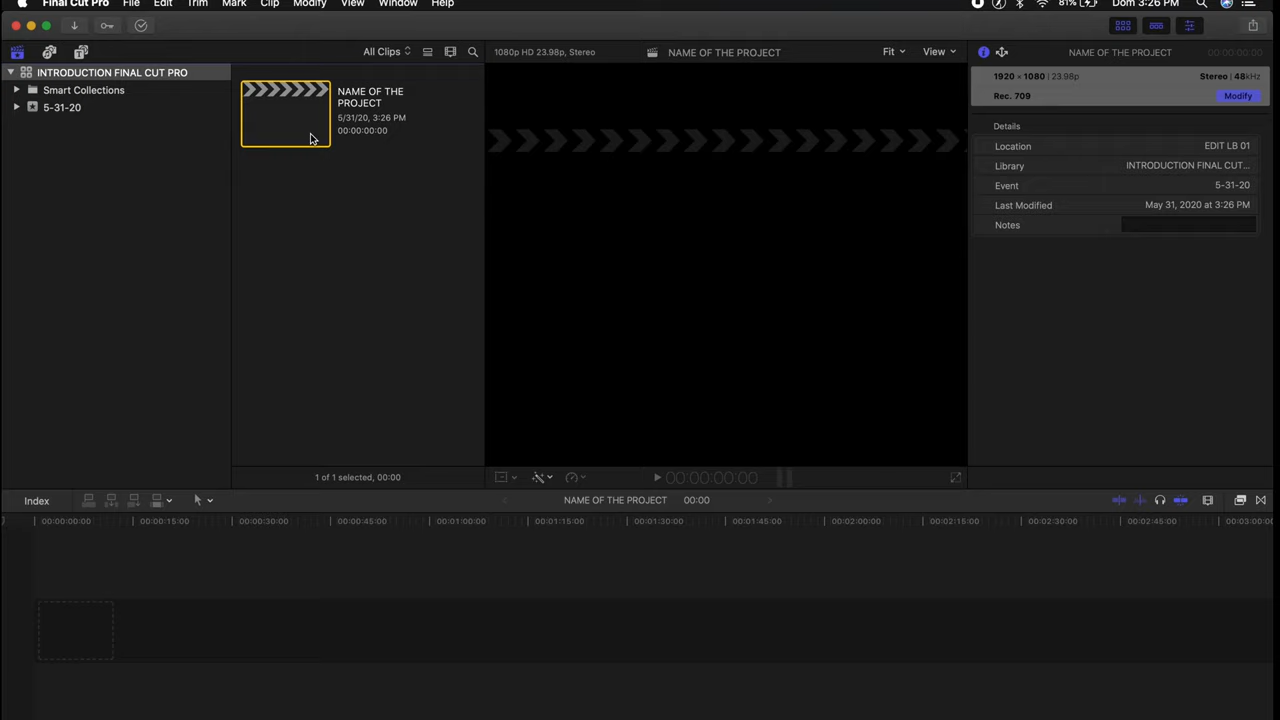 Final Cut Pro File Edit Trim Mark Clip Modify View Window Help 81% Dom 3:26 PM
All Clips 1080p HD 23.98p, Stereo NAME OF THE PROJECT Fit View NAME OF THE PROJECT 00:00:00:00
INTRODUCTION FINAL CUT PRO
Smart Collections
5-31-20
NAME OF THE
PROJECT
5/31/20, 3:26 PM
00:00:00:00
1920 × 1080 | 23.98p Stereo | 48kHz
Rec. 709 Modify
Details
Location EDIT LB 01
Library INTRODUCTION FINAL CUT...
Event 5-31-20
Last Modified May 31, 2020 at 3:26 PM
Notes
1 of 1 selected, 00:00 00:00:00:00
Index NAME OF THE PROJECT 00:00
00:00:00:00 00:00:15:00 00:00:30:00 00:00:45:00 00:01:00:00 00:01:15:00 00:01:30:00 00:01:45:00 00:02:00:00 00:02:15:00 00:02:30:00 00:02:45:00 00:03:00:00